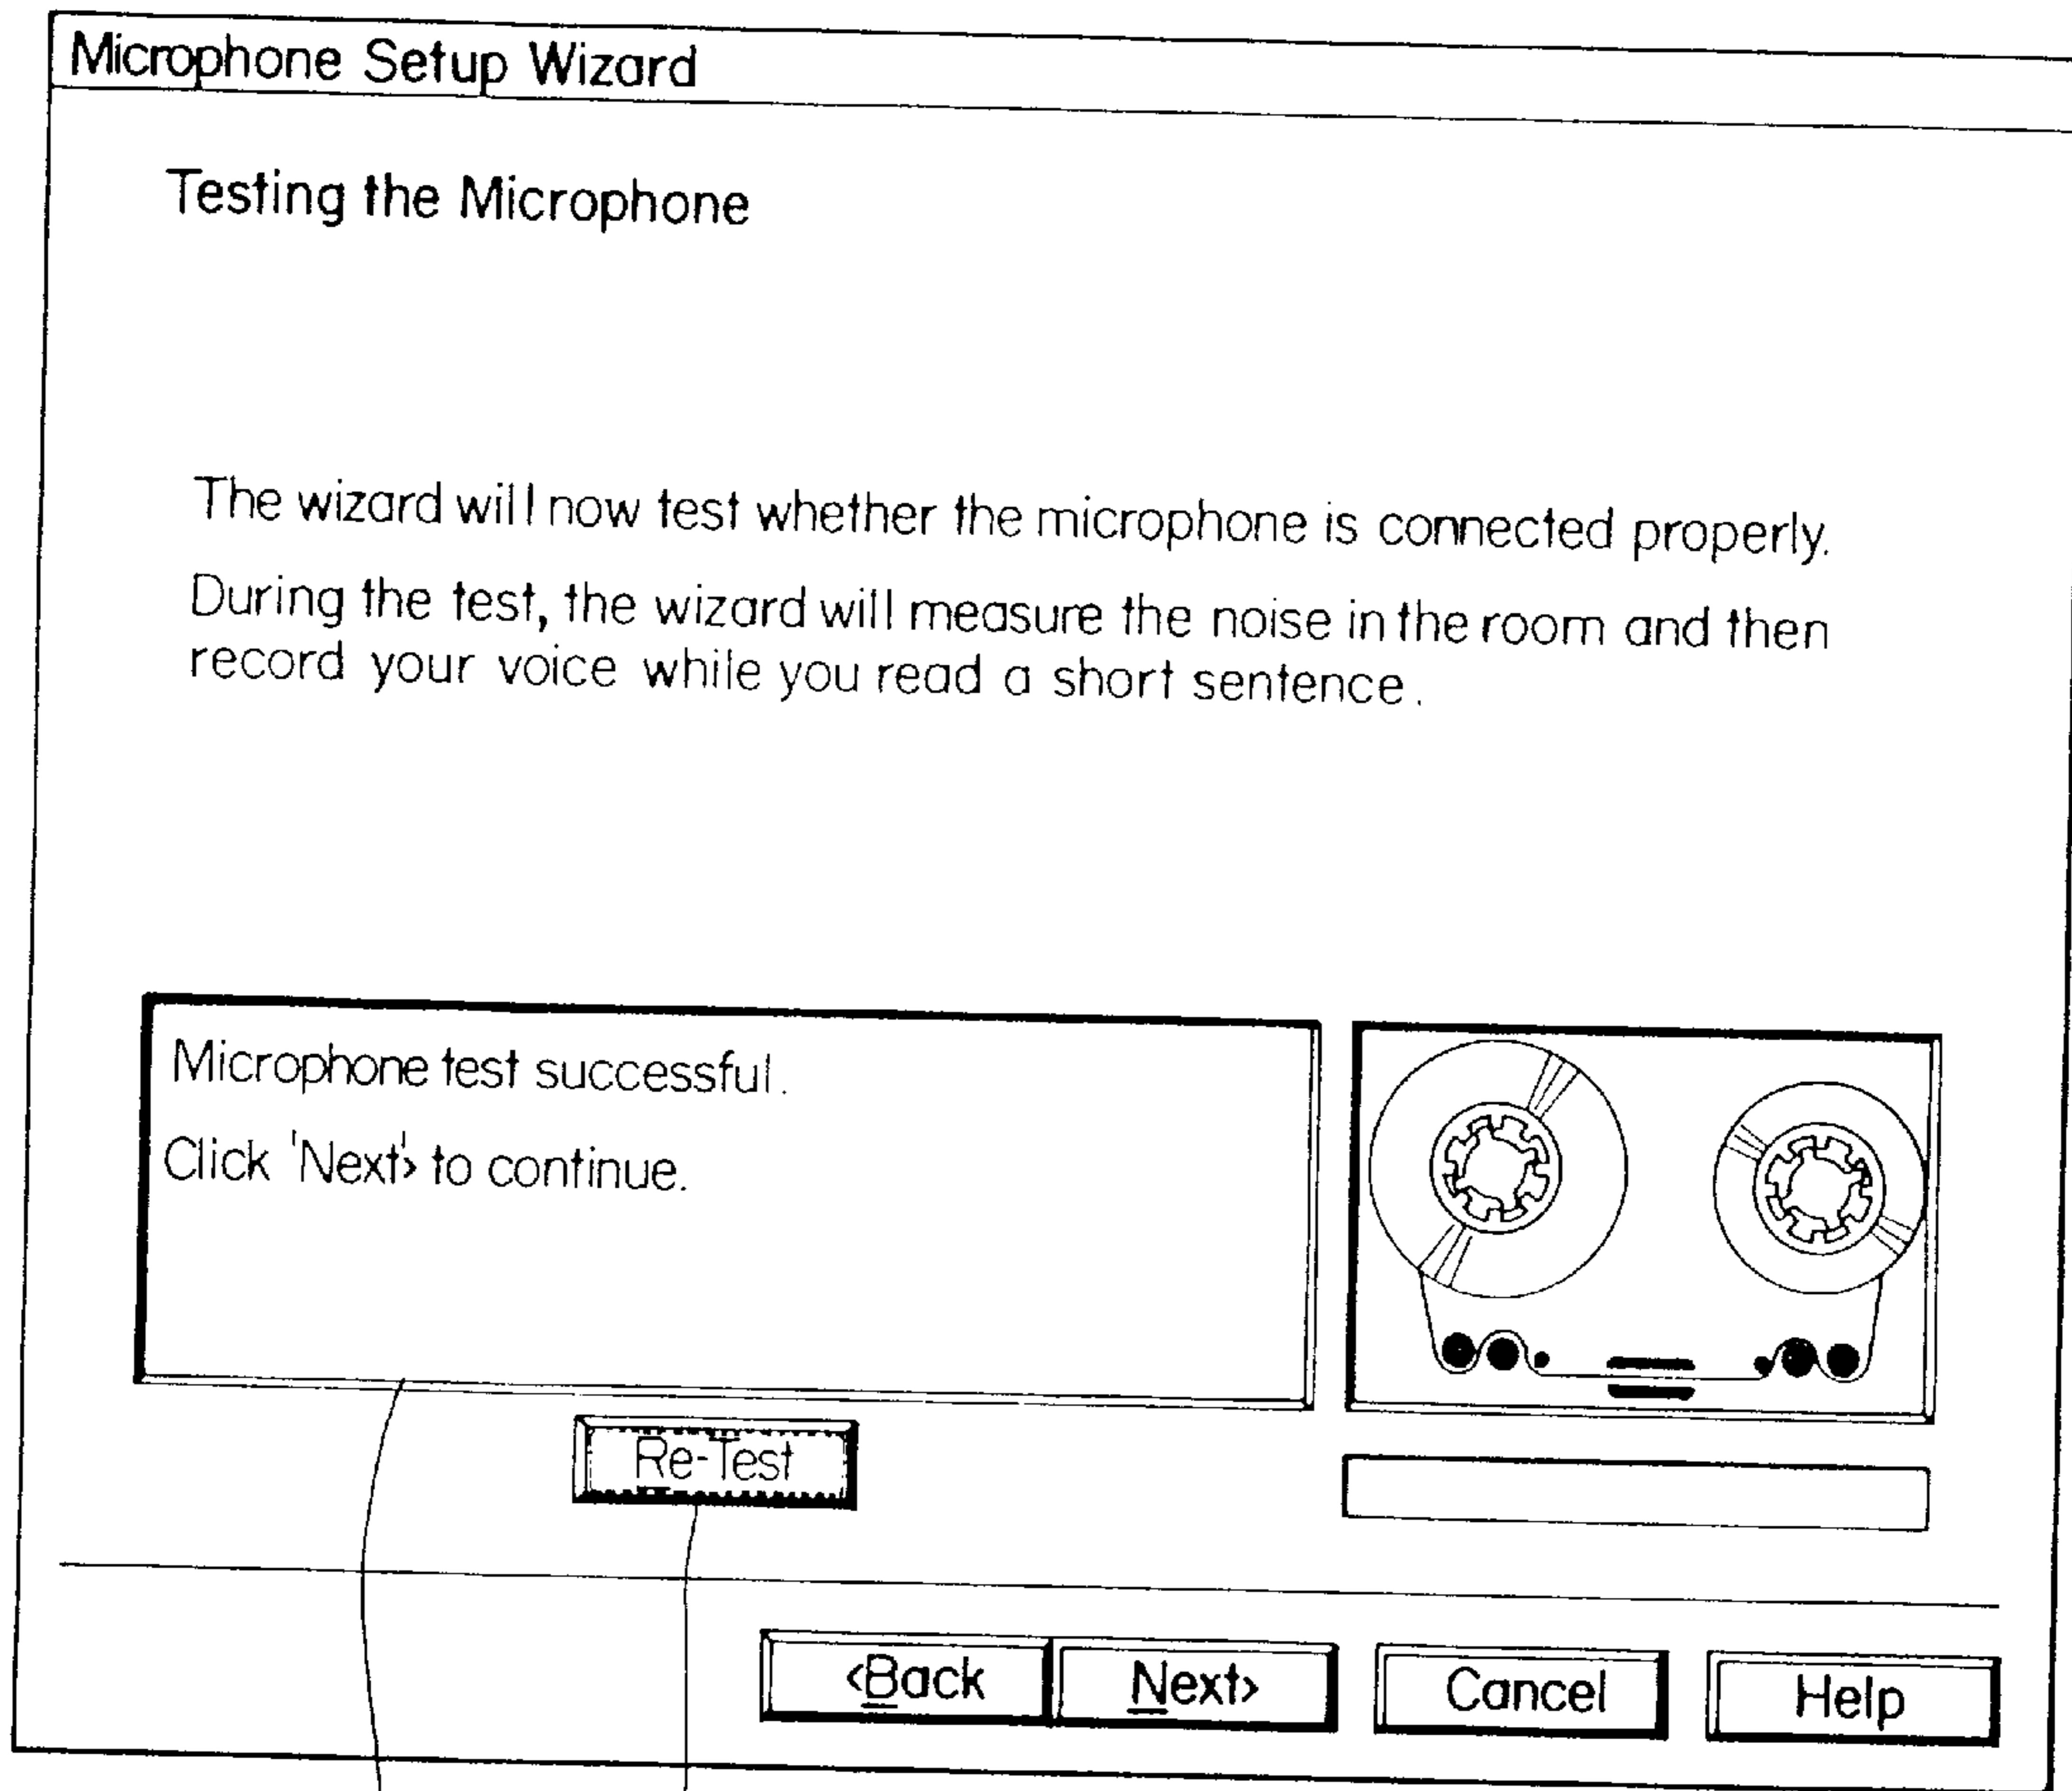 Microphone Setup Wizard
Testing the Microphone
The wizard will now test whether the microphone is connected properly.
During the test, the wizard will measure the noise in the room and then
record your voice while you read a short sentence.
Microphone test successful.
Click 'Next'> to continue.
Re-Test
<Back
Next>
Cancel
Help